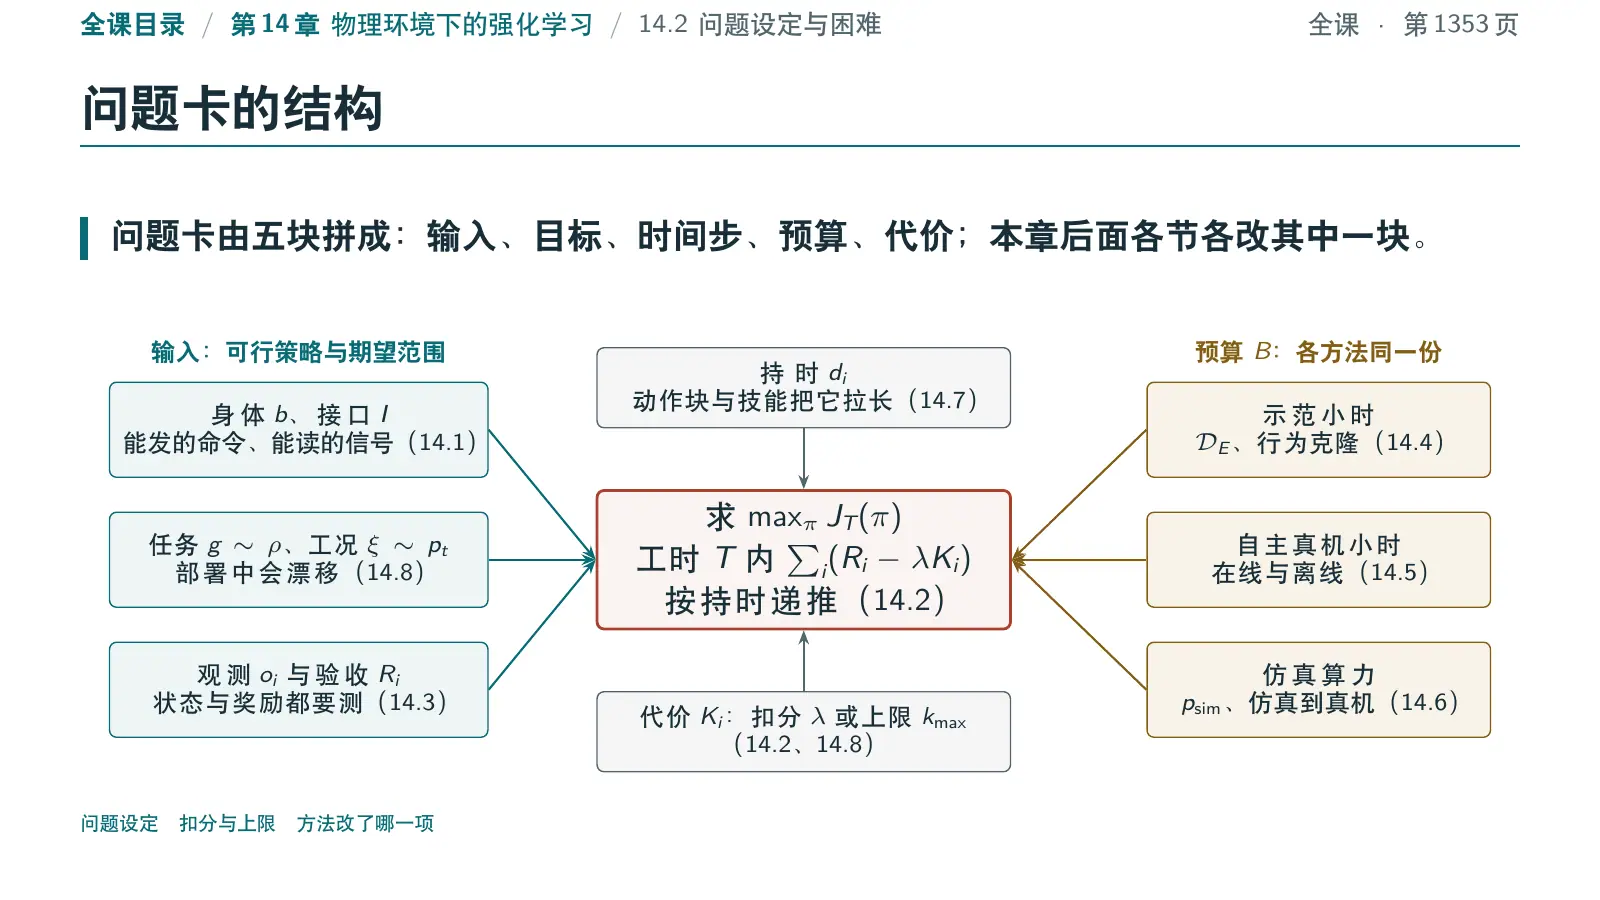 全课目录 / 第 14 章 物理环境下的强化学习 / 14.2 问题设定与困难
全课 · 第 1353 页
问题卡的结构
问题卡由五块拼成：输入、目标、时间步、预算、代价；本章后面各节各改其中一块。
输入：可行策略与期望范围
身体 b、接口 I
能发的命令、能读的信号（14.1）
任务 g ∼ ρ、工况 ξ ∼ p_t
部署中会漂移（14.8）
观测 o_i 与验收 R_i
状态与奖励都要测（14.3）
持时 d_i
动作块与技能把它拉长（14.7）
求 max_π J_T(π)
工时 T 内 ∑_i(R_i − λK_i)
按持时递推（14.2）
代价 K_i：扣分 λ 或上限 k_max
（14.2、14.8）
预算 B：各方法同一份
示范小时
𝒟_E、行为克隆（14.4）
自主真机小时
在线与离线（14.5）
仿真算力
p_sim、仿真到真机（14.6）
问题设定 扣分与上限 方法改了哪一项